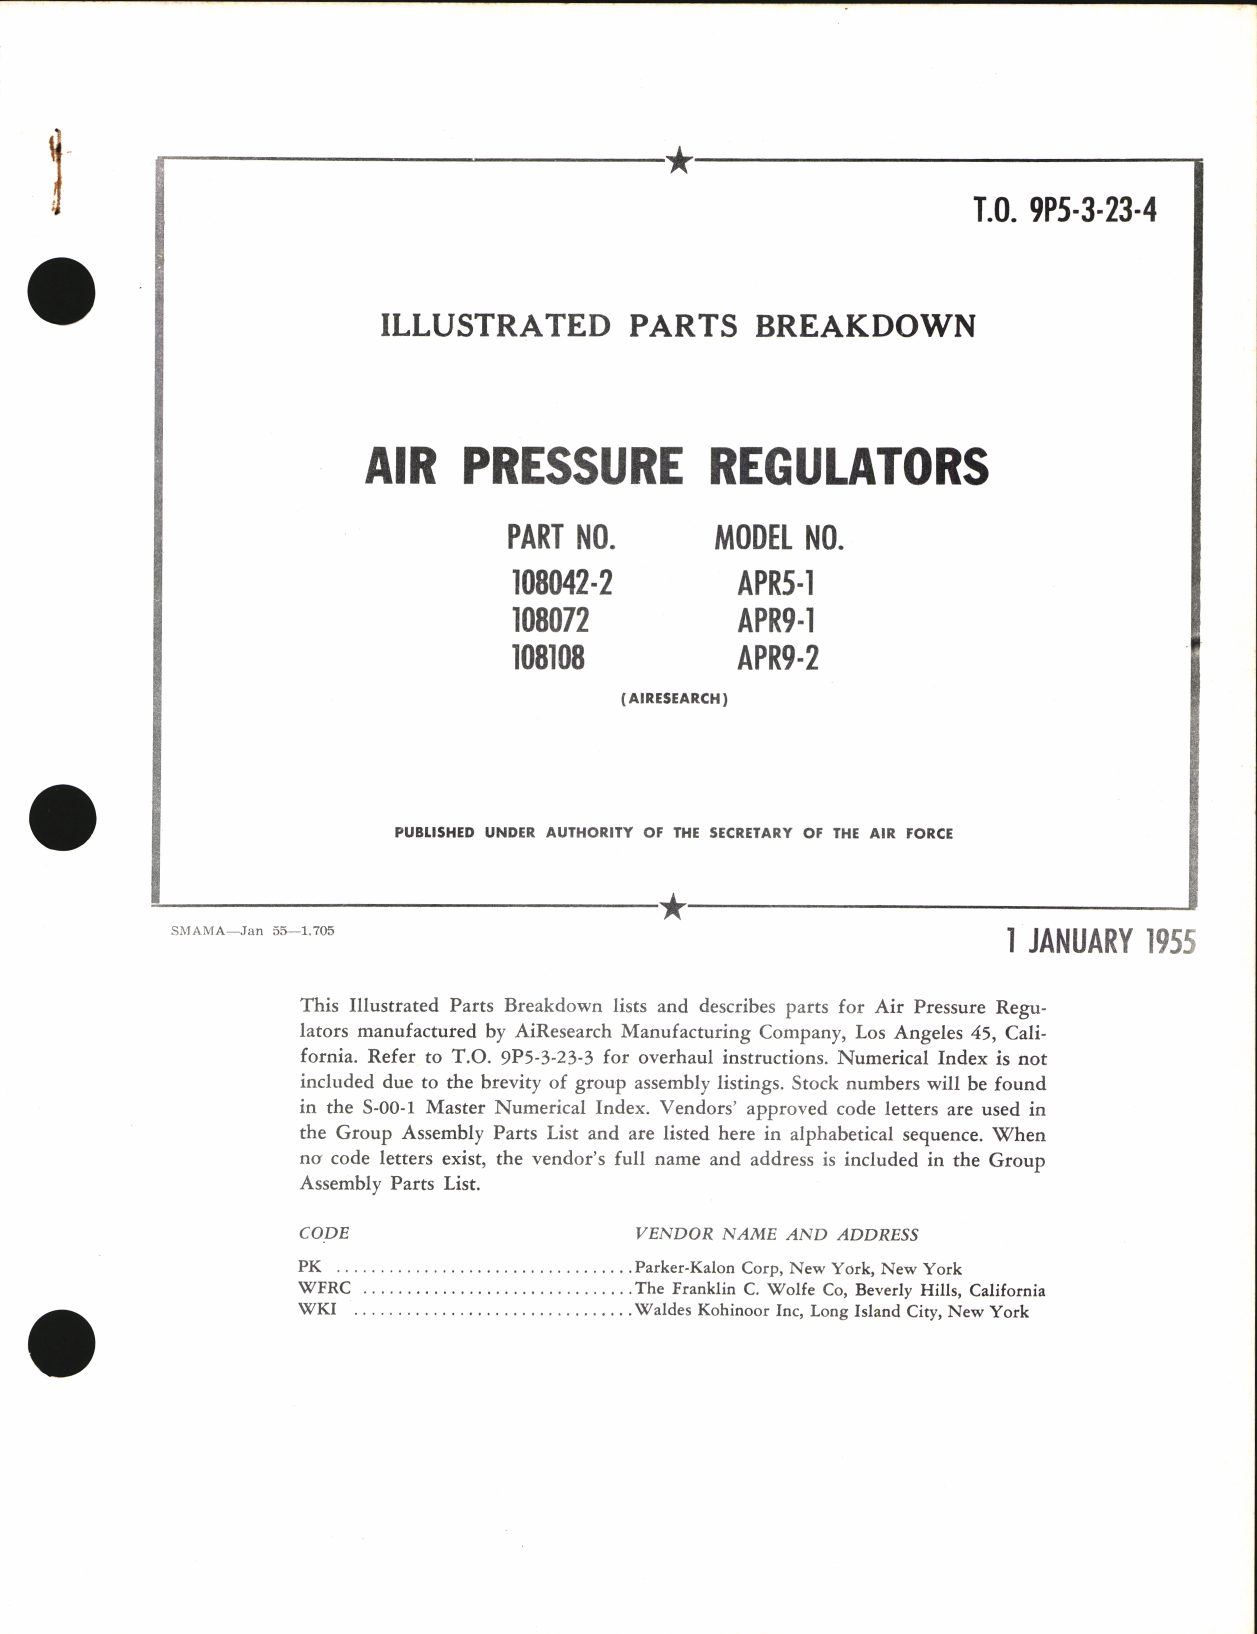 T.O. 9P5-3-23-4
ILLUSTRATED PARTS BREAKDOWN
AIR PRESSURE REGULATORS
PART NO. MODEL NO.
108042-2 APR5-1
108072 APR9-1
108108 APR9-2
(AIRESEARCH)
PUBLISHED UNDER AUTHORITY OF THE SECRETARY OF THE AIR FORCE
SMAMA—Jan 55—1,705
1 JANUARY 1955
This Illustrated Parts Breakdown lists and describes parts for Air Pressure Regu-
lators manufactured by AiResearch Manufacturing Company, Los Angeles 45, Cali-
fornia. Refer to T.O. 9P5-3-23-3 for overhaul instructions. Numerical Index is not
included due to the brevity of group assembly listings. Stock numbers will be found
in the S-00-1 Master Numerical Index. Vendors' approved code letters are used in
the Group Assembly Parts List and are listed here in alphabetical sequence. When
no code letters exist, the vendor's full name and address is included in the Group
Assembly Parts List.
CODE VENDOR NAME AND ADDRESS
PK ..................................Parker-Kalon Corp, New York, New York
WFRC ...............................The Franklin C. Wolfe Co, Beverly Hills, California
WKI ................................Waldes Kohinoor Inc, Long Island City, New York